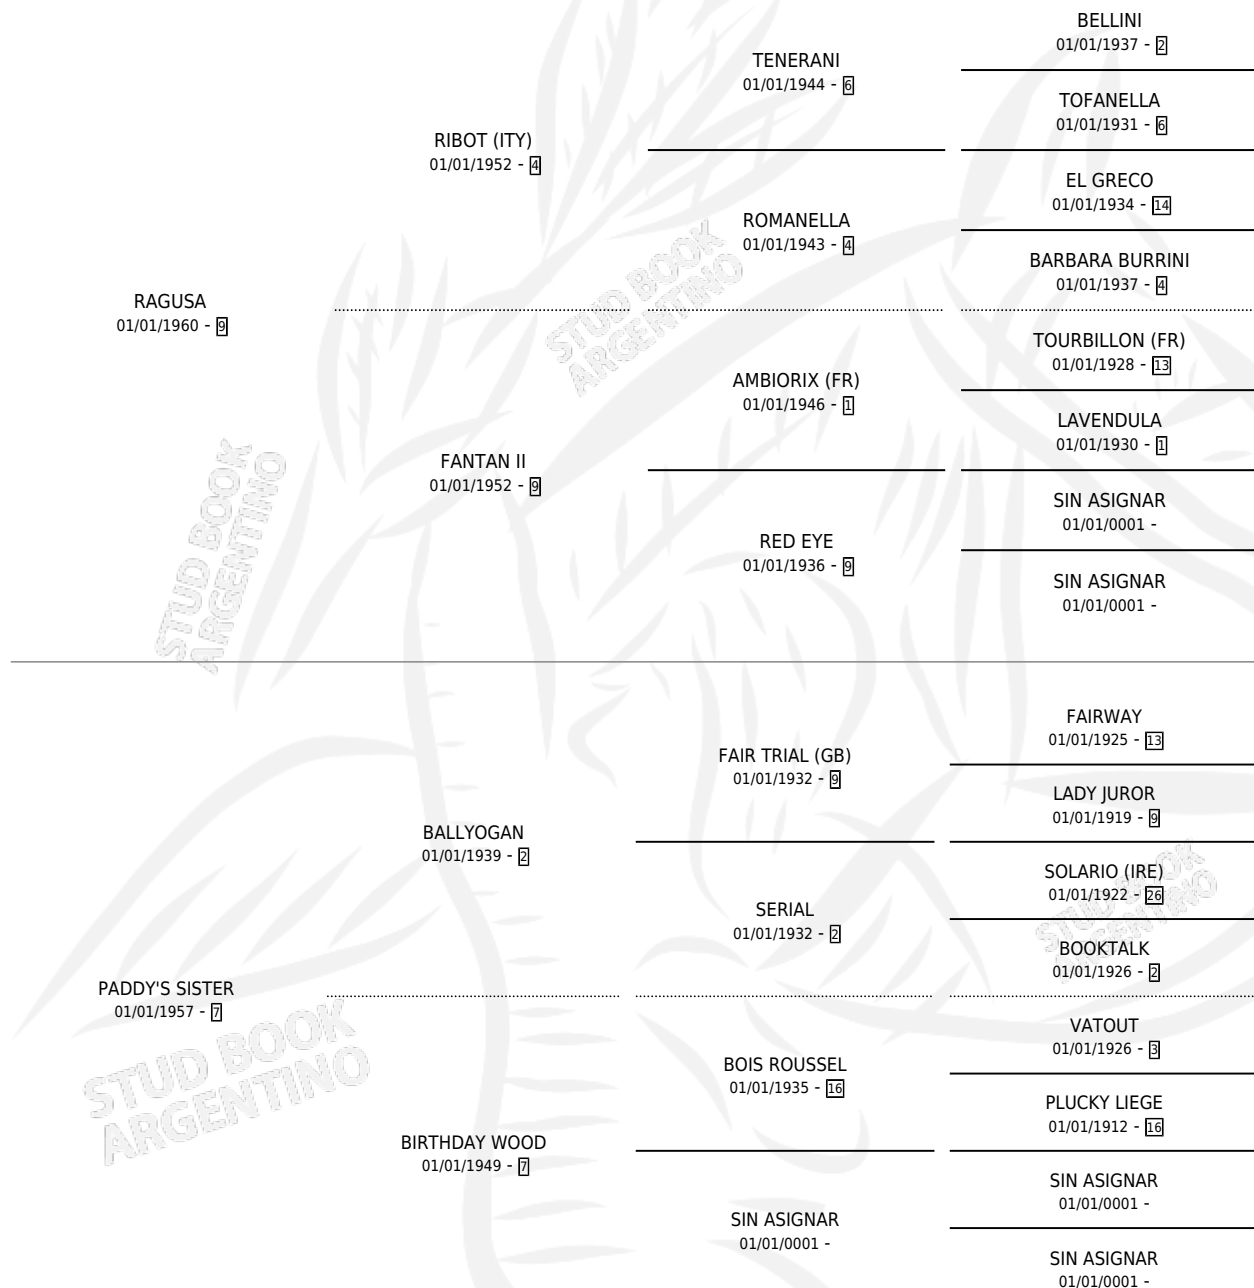 BELLINI
01/01/1937 - 2
TENERANI
01/01/1944 - 6
TOFANELLA
01/01/1931 - 6
RIBOT (ITY)
01/01/1952 - 4
EL GRECO
01/01/1934 - 14
ROMANELLA
01/01/1943 - 4
BARBARA BURRINI
01/01/1937 - 4
RAGUSA
01/01/1960 - 9
TOURBILLON (FR)
01/01/1928 - 13
AMBIORIX (FR)
01/01/1946 - 1
LAVENDULA
01/01/1930 - 1
FANTAN II
01/01/1952 - 9
SIN ASIGNAR
01/01/0001 -
RED EYE
01/01/1936 - 9
SIN ASIGNAR
01/01/0001 -
FAIRWAY
01/01/1925 - 13
FAIR TRIAL (GB)
01/01/1932 - 9
LADY JUROR
01/01/1919 - 9
BALLYOGAN
01/01/1939 - 2
SOLARIO (IRE)
01/01/1922 - 26
SERIAL
01/01/1932 - 2
BOOKTALK
01/01/1926 - 2
PADDY'S SISTER
01/01/1957 - 7
VATOUT
01/01/1926 - 3
BOIS ROUSSEL
01/01/1935 - 16
PLUCKY LIEGE
01/01/1912 - 16
BIRTHDAY WOOD
01/01/1949 - 7
SIN ASIGNAR
01/01/0001 -
SIN ASIGNAR
01/01/0001 -
SIN ASIGNAR
01/01/0001 -
STUD BOOK
ARGENTINO
STUD BOOK
ARGENTINO
STUD BOOK
ARGENTINO
STUD BOOK
ARGENTINO